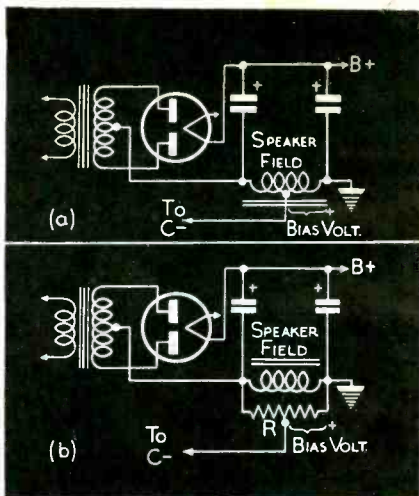 B+
+
+
SPEAKER
FIELD
(a)
TO
C-
+
BIAS VOLT.
B+
+
+
SPEAKER
FIELD
(b)
R
+
TO
C-
BIAS VOLT.